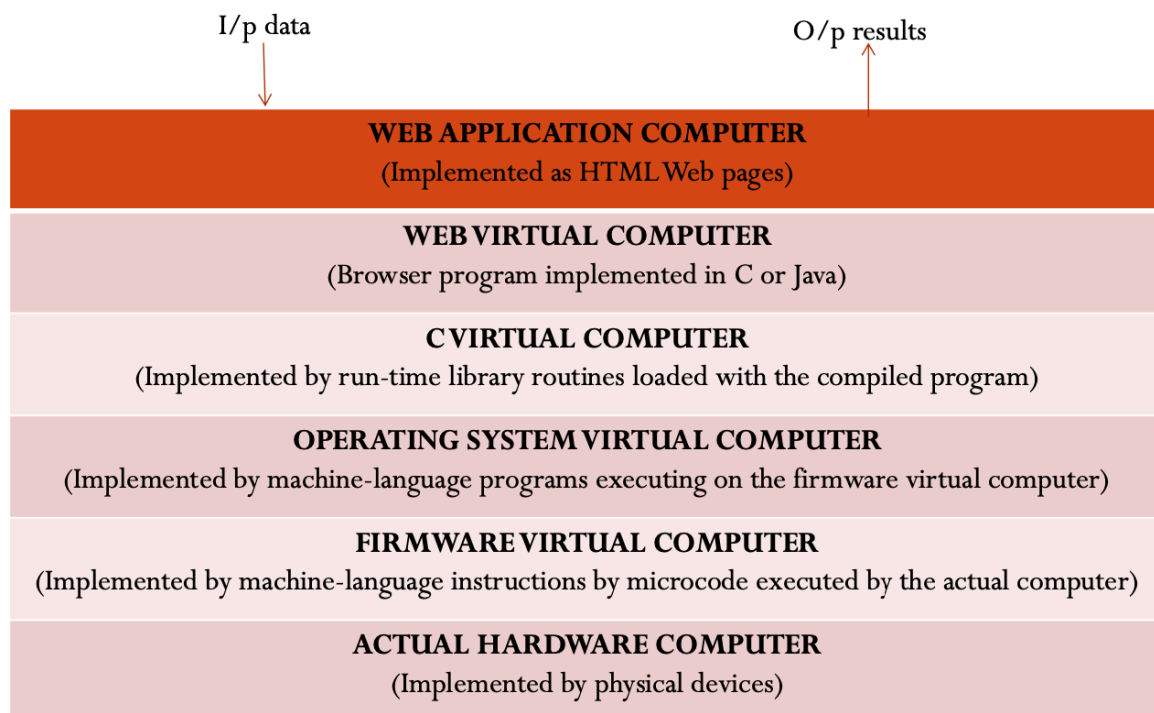 I/p data
O/p results
WEB APPLICATION COMPUTER
(Implemented as HTML Web pages)
WEB VIRTUAL COMPUTER
(Browser program implemented in C or Java)
C VIRTUAL COMPUTER
(Implemented by run-time library routines loaded with the compiled program)
OPERATING SYSTEM VIRTUAL COMPUTER
(Implemented by machine-language programs executing on the firmware virtual computer)
FIRMWARE VIRTUAL COMPUTER
(Implemented by machine-language instructions by microcode executed by the actual computer)
ACTUAL HARDWARE COMPUTER
(Implemented by physical devices)